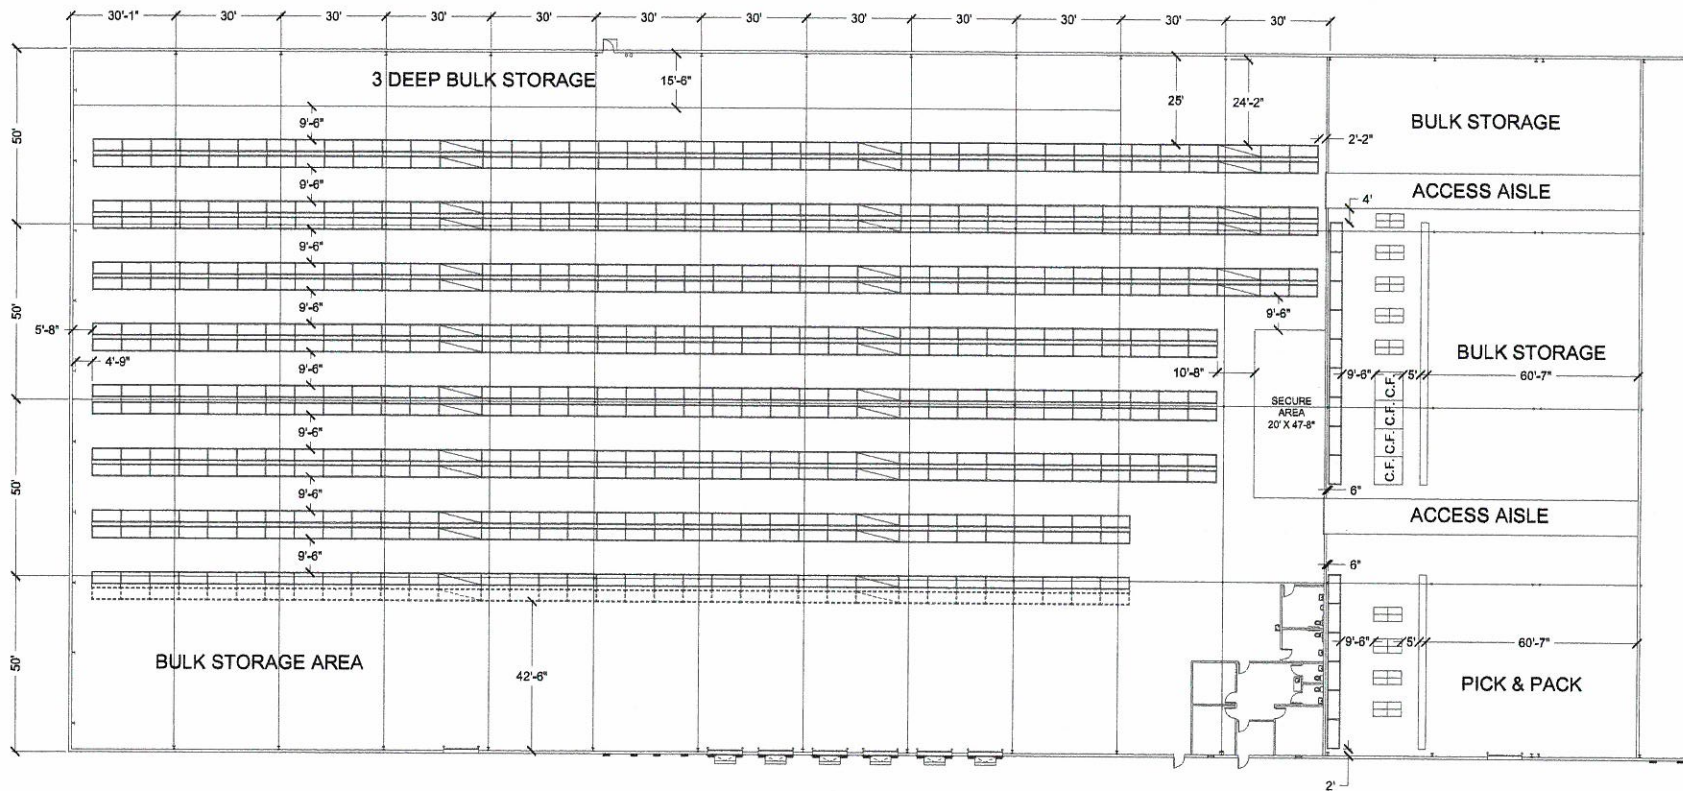 30'-1" 30' 30' 30' 30' 30' 30' 30' 30' 30' 30' 30'
3 DEEP BULK STORAGE 15'-6" 25' 24'-2"
50' 9'-6" 2'-2" BULK STORAGE
9'-6" ACCESS AISLE
4'
9'-6"
50' 9'-6" 9'-6"
5'-8"
4'-9" 9'-6" 10'-8" 9'-6" 5' 60'-7" BULK STORAGE
C.F.
C.F.
C.F.
C.F.
SECURE
AREA
20' X 47-8"
50' 9'-6"
9'-6" 6"
ACCESS AISLE
9'-6" 6"
50' BULK STORAGE AREA 42'-6" 9'-6" 5' 60'-7"
PICK & PACK
2'